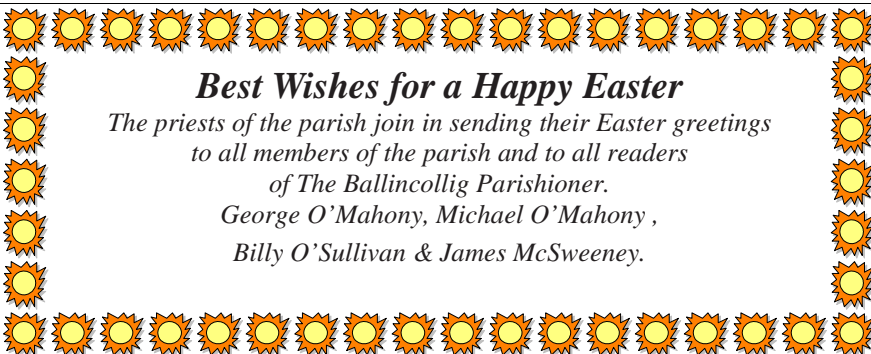 Best Wishes for a Happy Easter
The priests of the parish join in sending their Easter greetings
to all members of the parish and to all readers
of The Ballincollig Parishioner.
George O’Mahony, Michael O’Mahony ,
Billy O’Sullivan & James McSweeney.